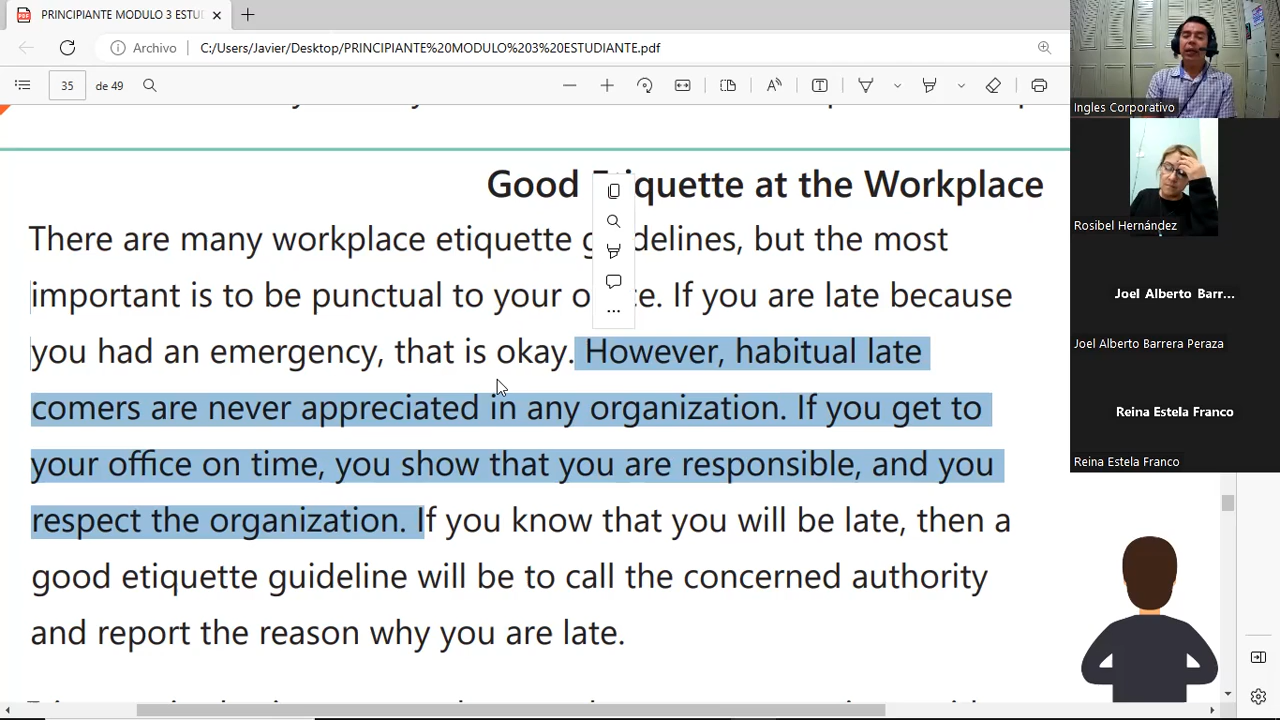 PRINCIPIANTE MODULO 3 ESTU
Archivo
C:/Users/Javier/Desktop/PRINCIPIANTE%20MODULO%203%20ESTUDIANTE.pdf
35 de 49
Good Etiquette at the Workplace
There are many workplace etiquette guidelines, but the most
important is to be punctual to your office. If you are late because
you had an emergency, that is okay. However, habitual late
comers are never appreciated in any organization. If you get to
your office on time, you show that you are responsible, and you
respect the organization. If you know that you will be late, then a
good etiquette guideline will be to call the concerned authority
and report the reason why you are late.
Ingles Corporativo
Rosibel Hernández
Joel Alberto Barr...
Joel Alberto Barrera Peraza
Reina Estela Franco
Reina Estela Franco